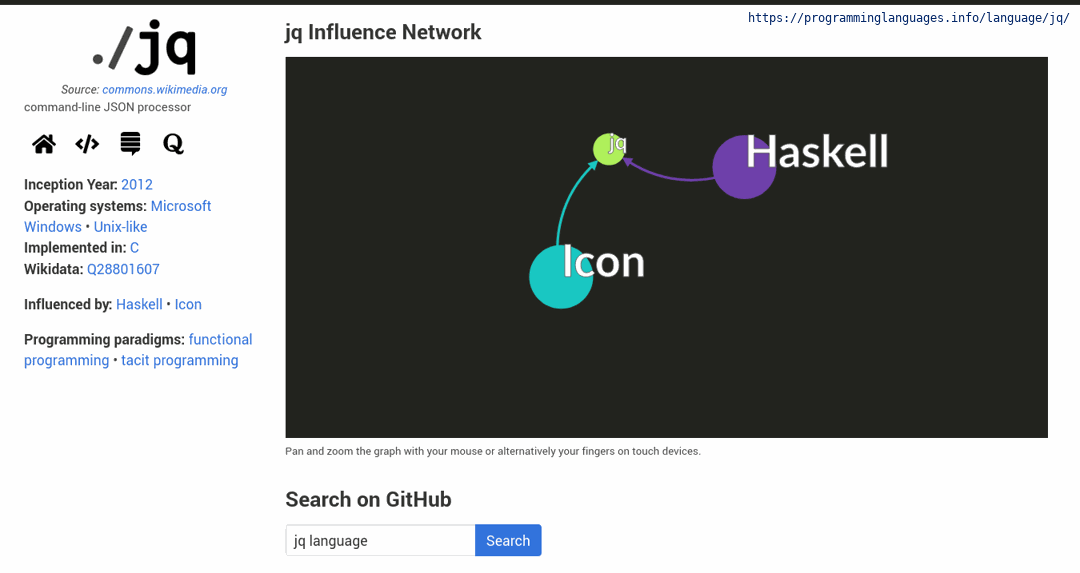 https://programminglanguages.info/language/jq/
./jq
Source: commons.wikimedia.org
command-line JSON processor
Q
Inception Year: 2012
Operating systems: Microsoft
Windows • Unix-like
Implemented in: C
Wikidata: Q28801607
Influenced by: Haskell • Icon
Programming paradigms: functional
programming • tacit programming
jq Influence Network
jq
Haskell
Icon
Pan and zoom the graph with your mouse or alternatively your fingers on touch devices.
Search on GitHub
jq language
Search